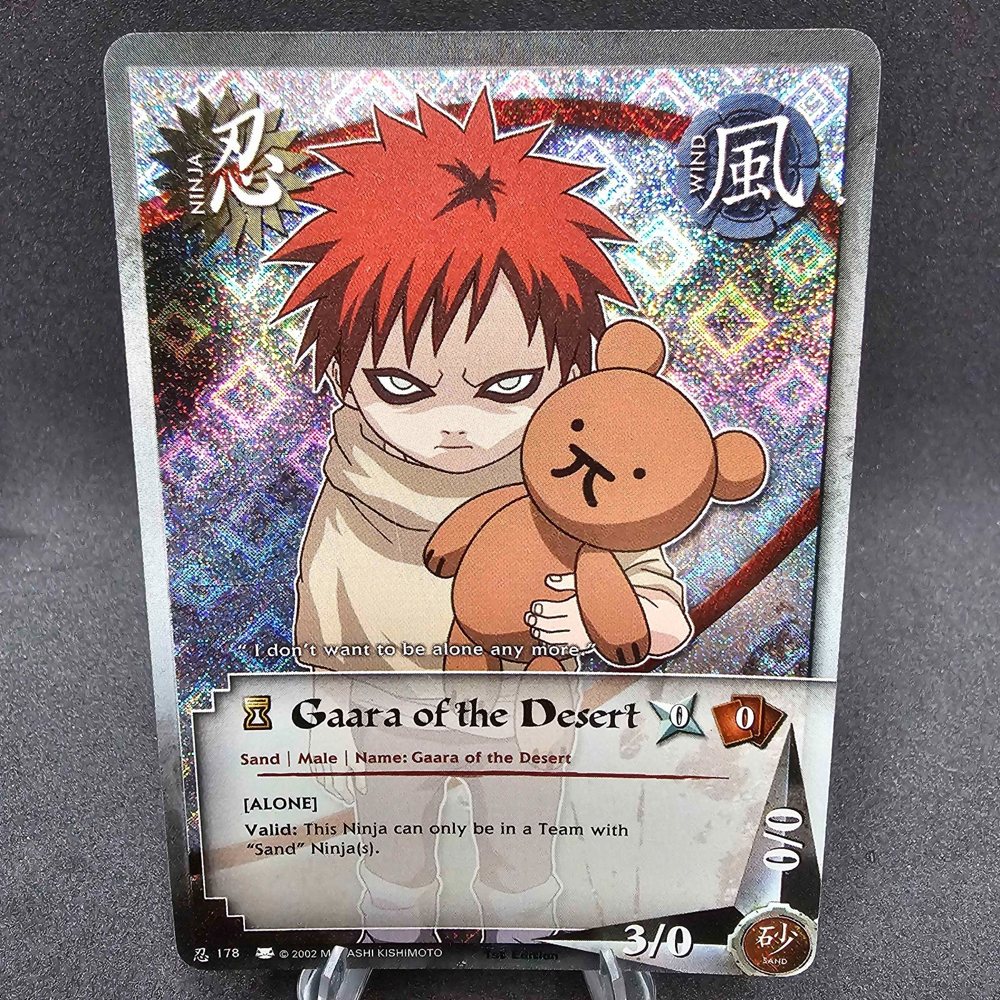 忍
NINJA
風
WIND
" I don't want to be alone any more."
Gaara of the Desert 0 0
Sand | Male | Name: Gaara of the Desert
[ALONE]
Valid: This Ninja can only be in a Team with
"Sand" Ninja(s).
0/0
3/0
砂
SAND
忍 178 © 2002 MASASHI KISHIMOTO 1st Edition